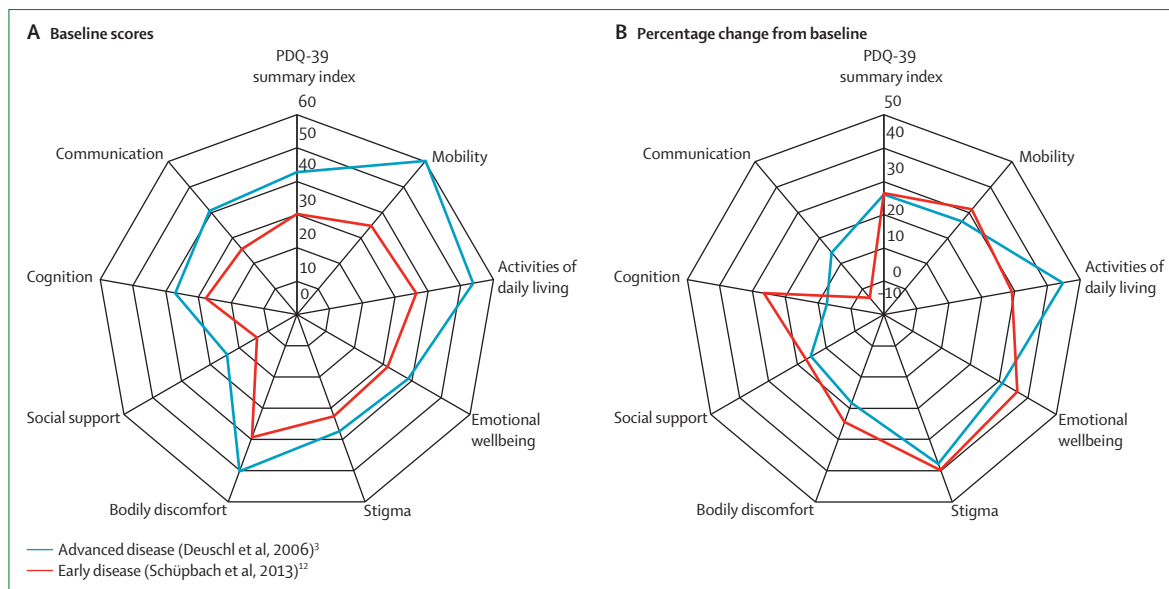 A Baseline scores
PDQ-39
summary index
60
50
40
30
20
10
0
Mobility
Activities of
daily living
Emotional
wellbeing
Stigma
Bodily discomfort
Social support
Cognition
Communication
Advanced disease (Deuschl et al, 2006)³
Early disease (Schüpbach et al, 2013)¹²
B Percentage change from baseline
PDQ-39
summary index
50
40
30
20
10
0
-10
Mobility
Activities of
daily living
Emotional
wellbeing
Stigma
Bodily discomfort
Social support
Cognition
Communication